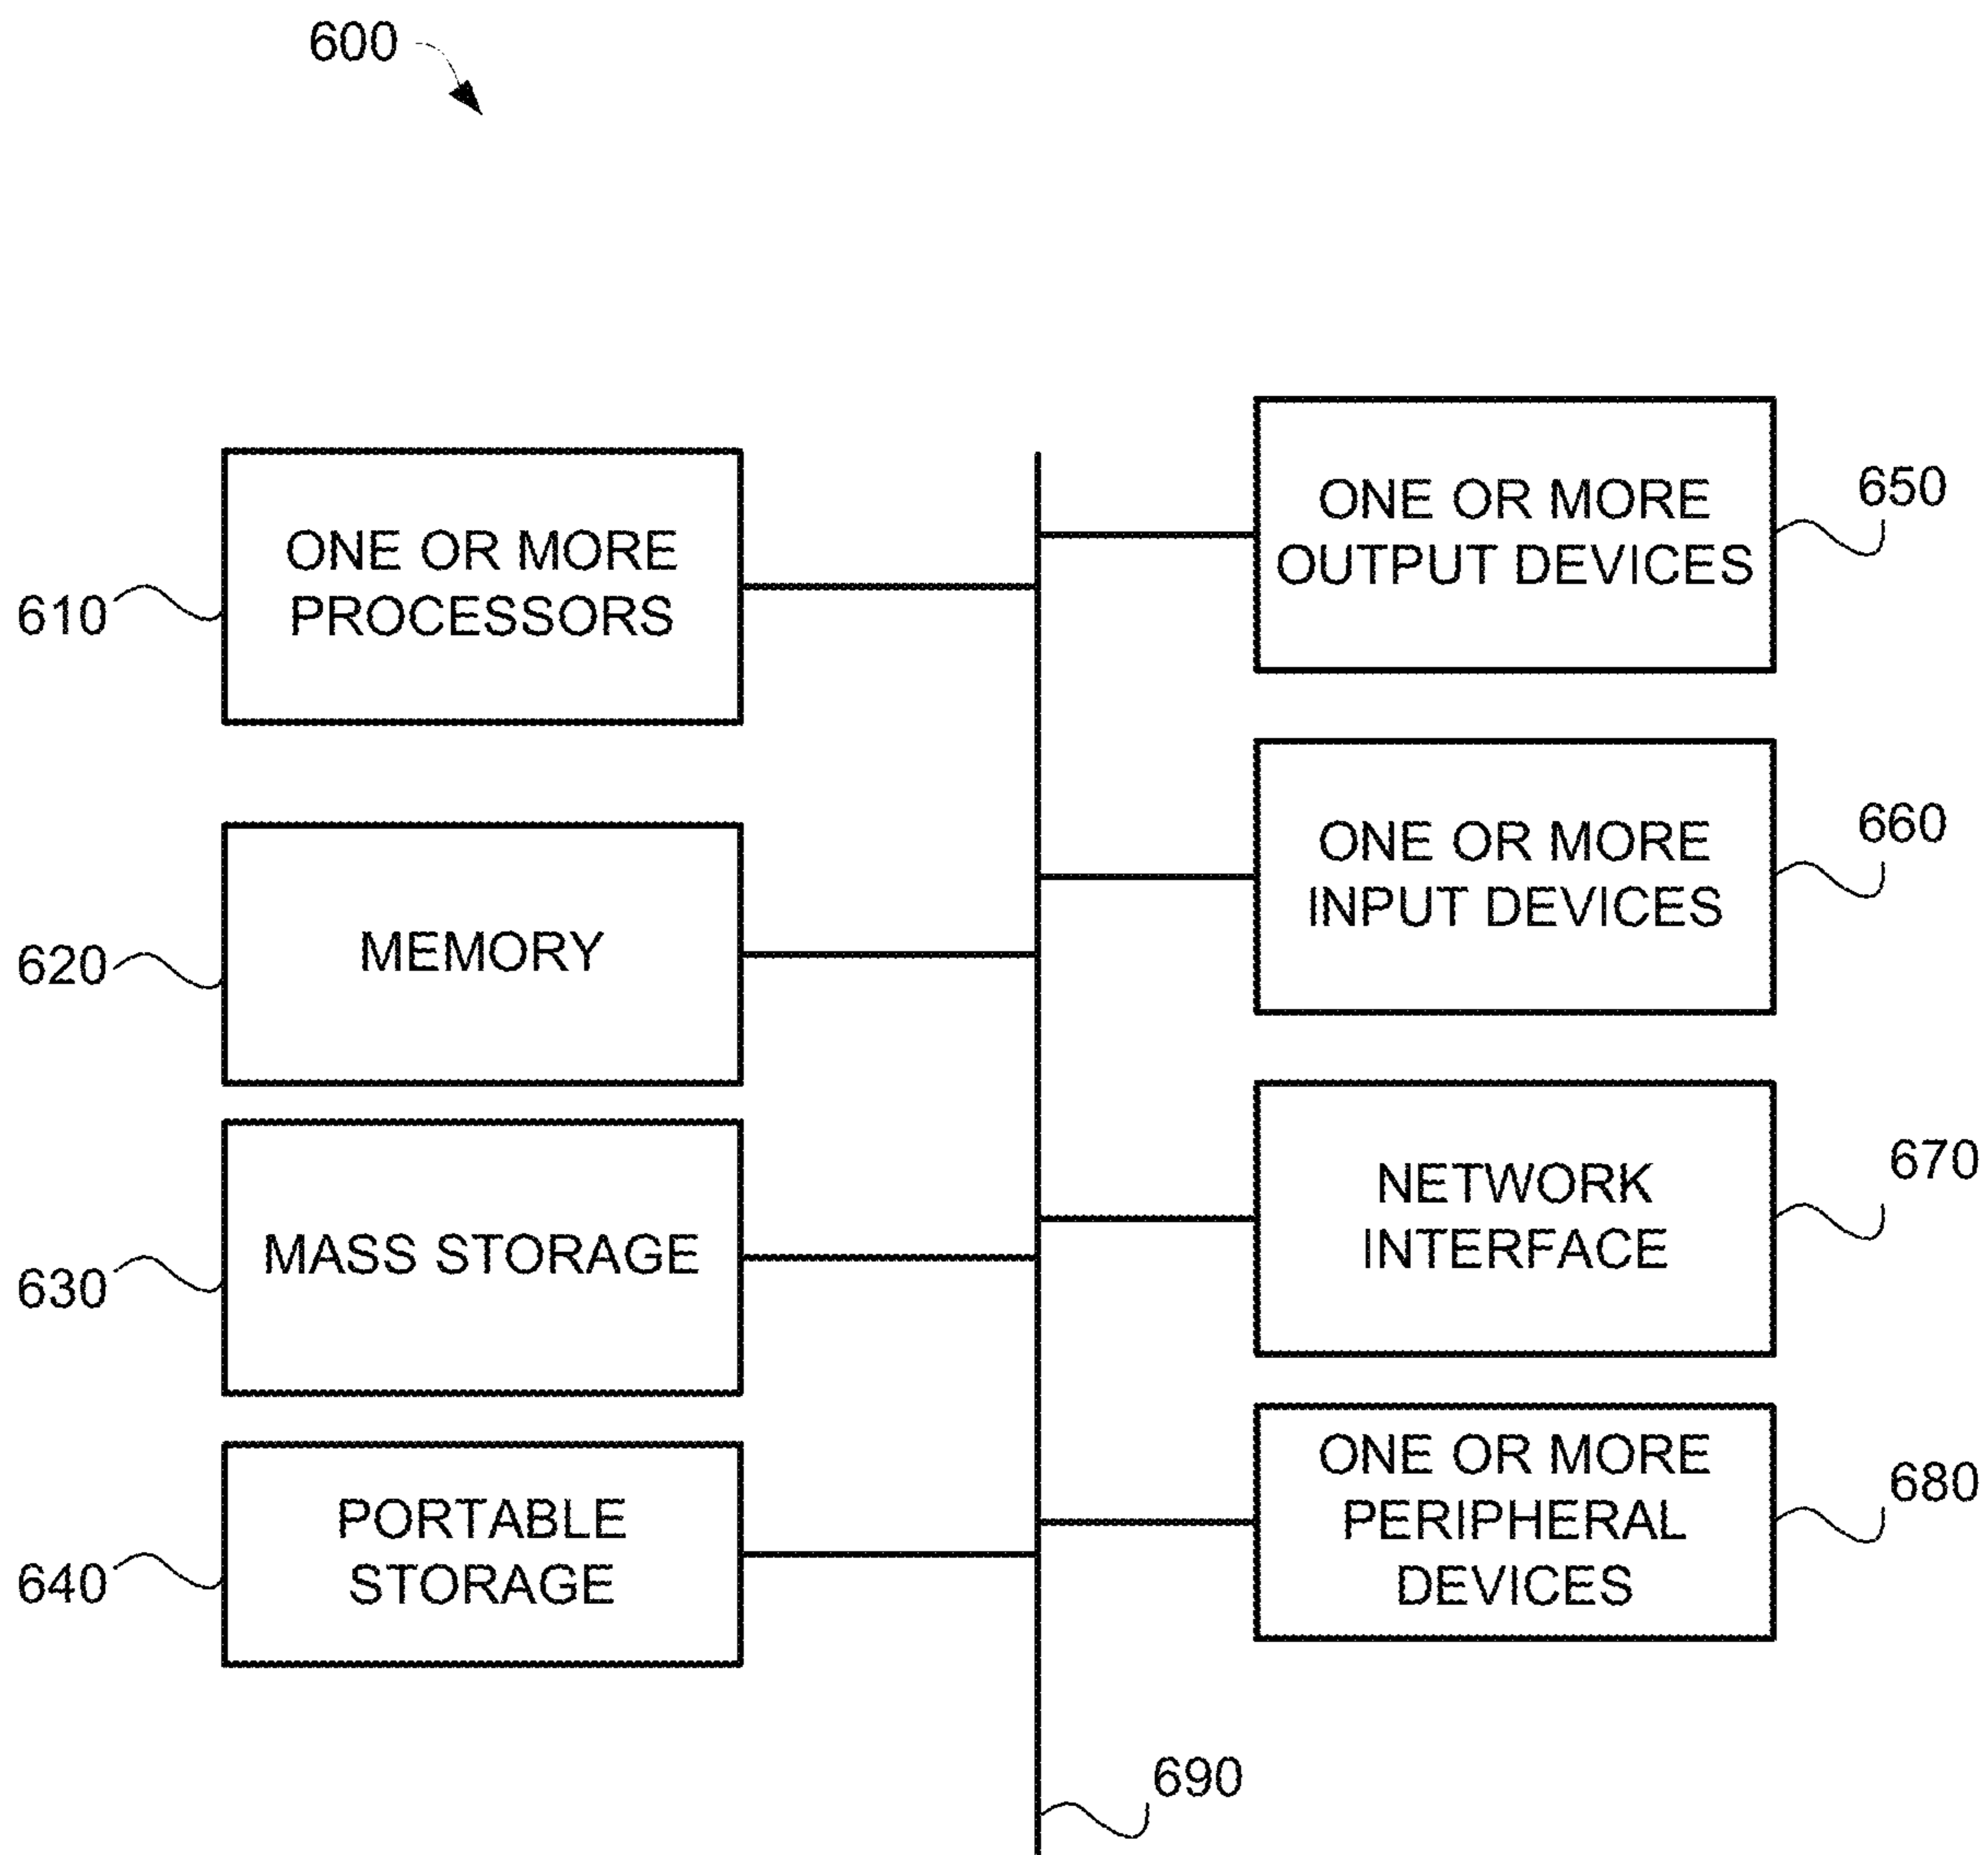 600
ONE OR MORE
PROCESSORS
610
MEMORY
620
MASS STORAGE
630
PORTABLE
STORAGE
640
ONE OR MORE
OUTPUT DEVICES
650
ONE OR MORE
INPUT DEVICES
660
NETWORK
INTERFACE
670
ONE OR MORE
PERIPHERAL
DEVICES
680
690